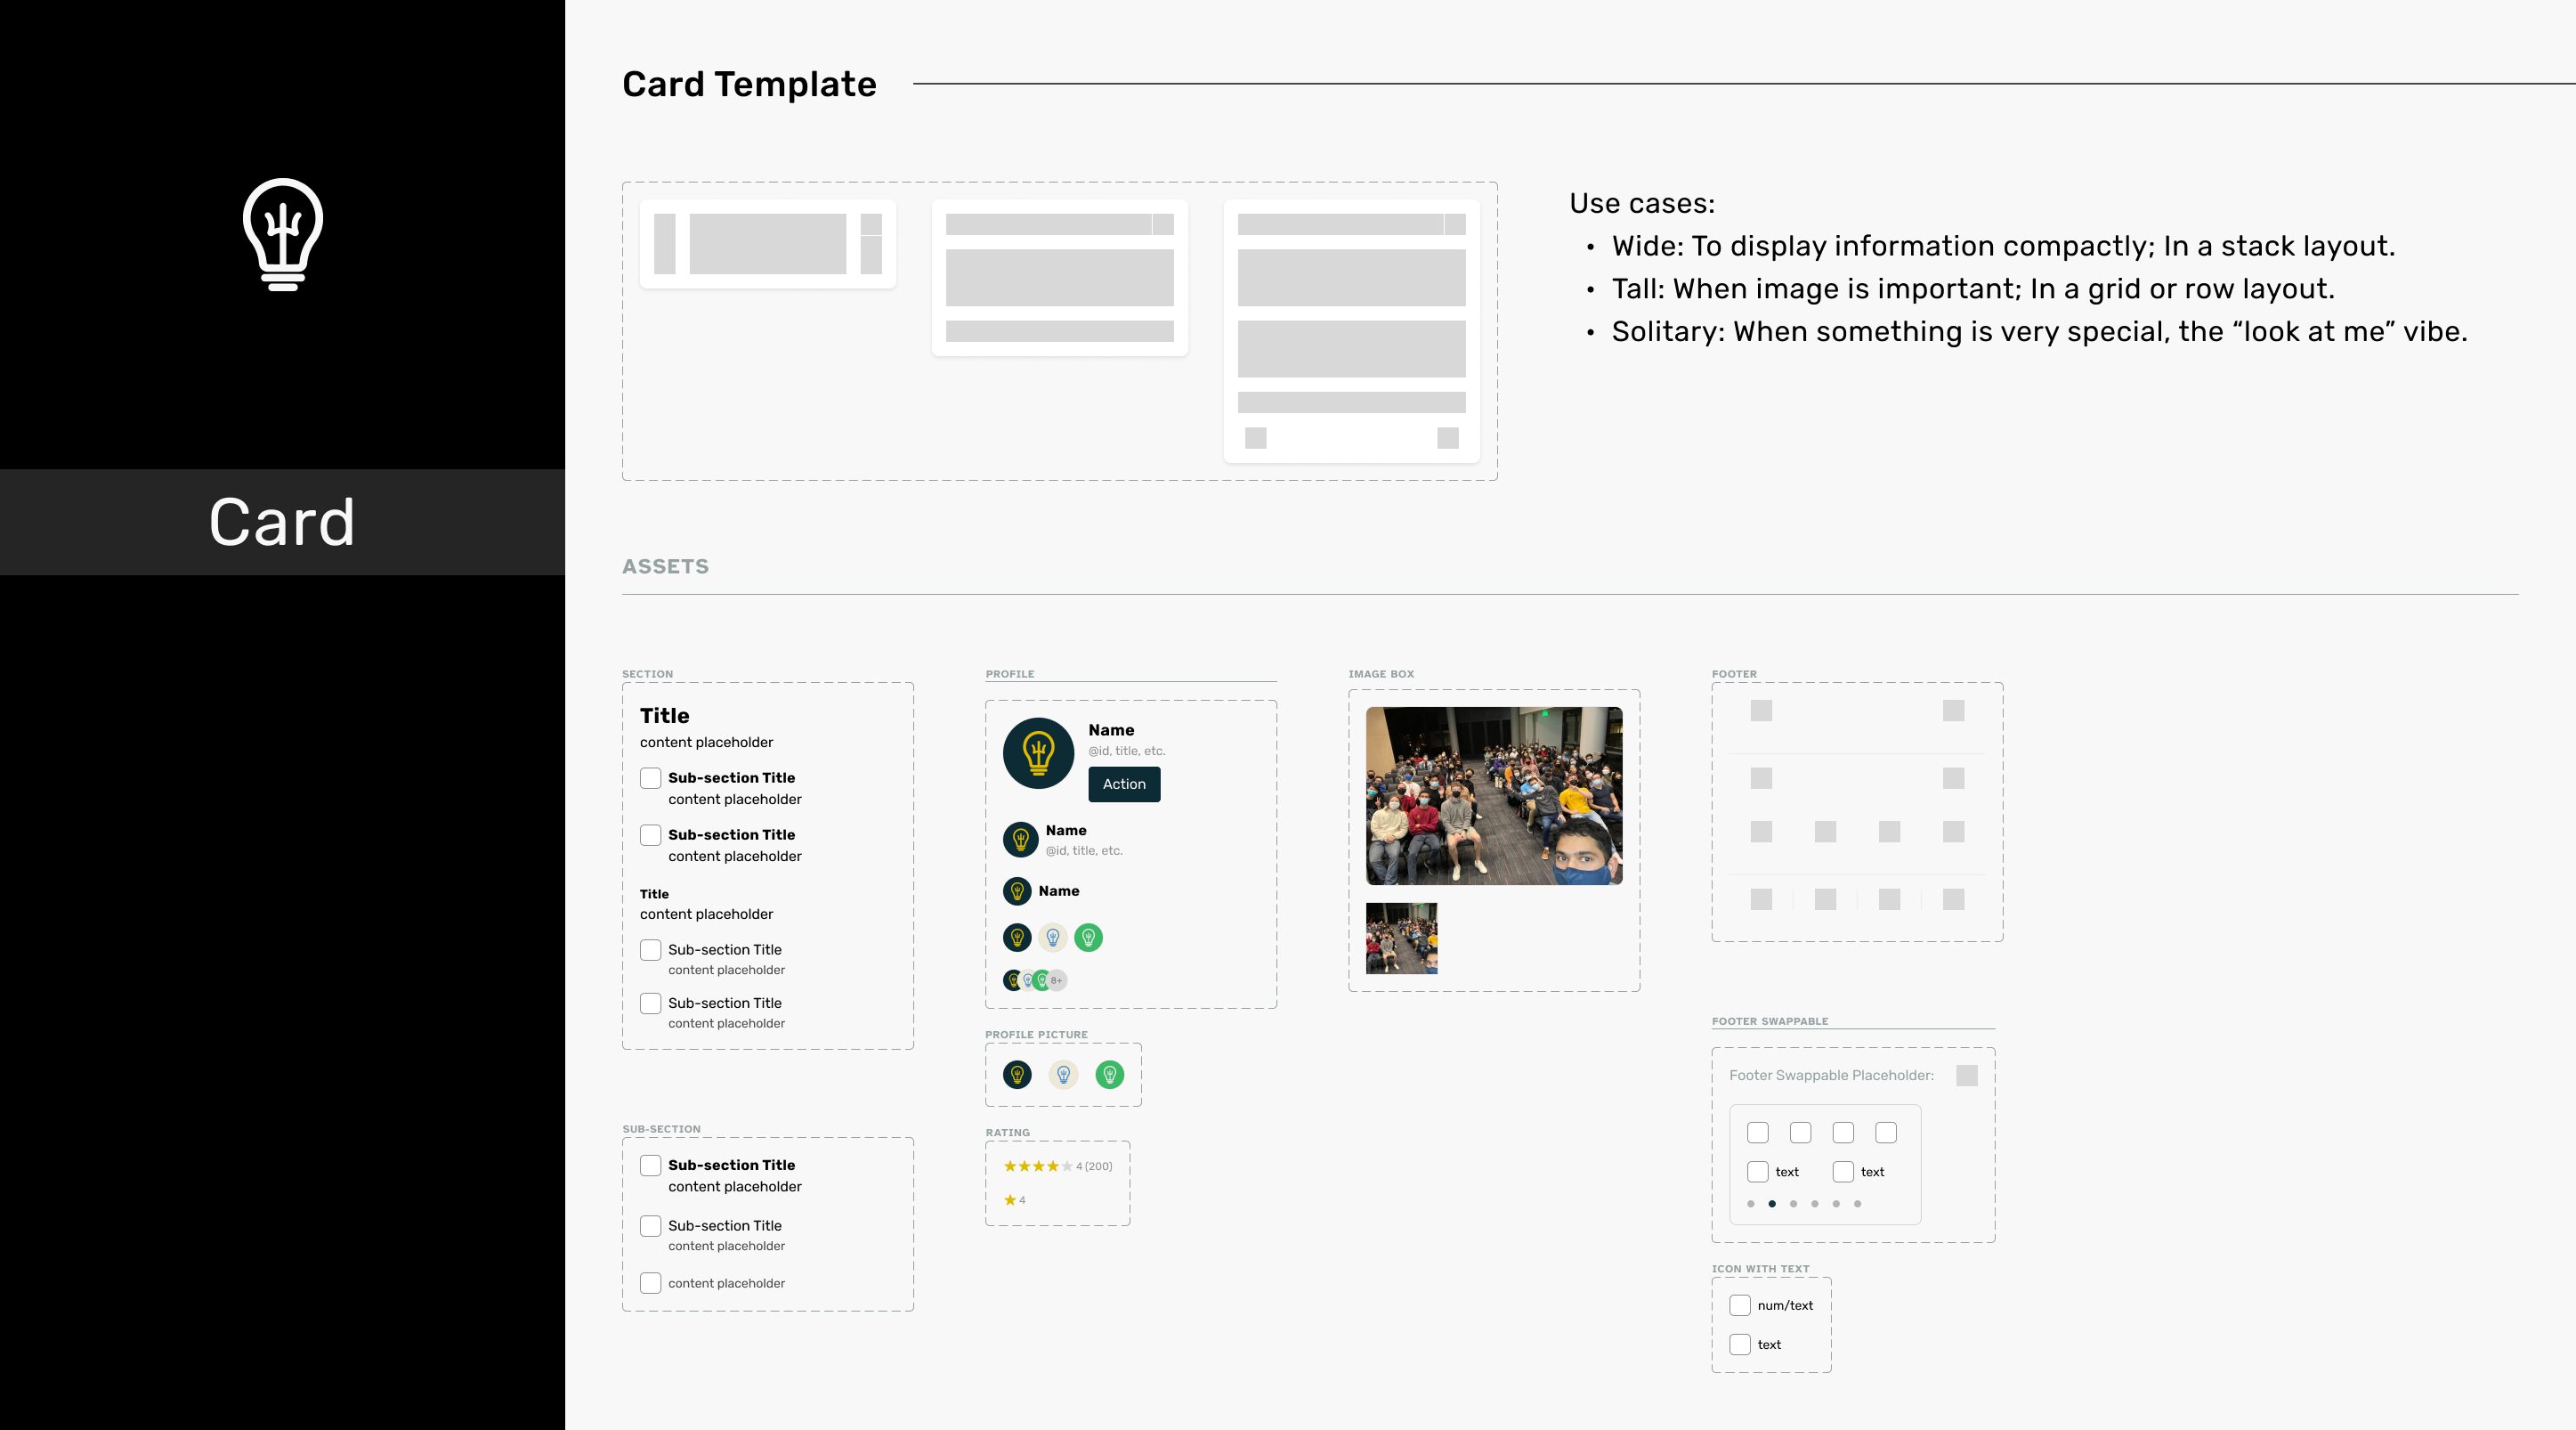 Card
Card Template
Use cases:
• Wide: To display information compactly; In a stack layout.
• Tall: When image is important; In a grid or row layout.
• Solitary: When something is very special, the “look at me” vibe.
ASSETS
SECTION
Title
content placeholder
Sub-section Title
content placeholder
Sub-section Title
content placeholder
Title
content placeholder
Sub-section Title
content placeholder
Sub-section Title
content placeholder
SUB-SECTION
Sub-section Title
content placeholder
Sub-section Title
content placeholder
content placeholder
PROFILE
Name
@id, title, etc.
Action
Name
@id, title, etc.
Name
8+
PROFILE PICTURE
RATING
4 (200)
4
IMAGE BOX
FOOTER
FOOTER SWAPPABLE
Footer Swappable Placeholder:
text text
ICON WITH TEXT
num/text
text